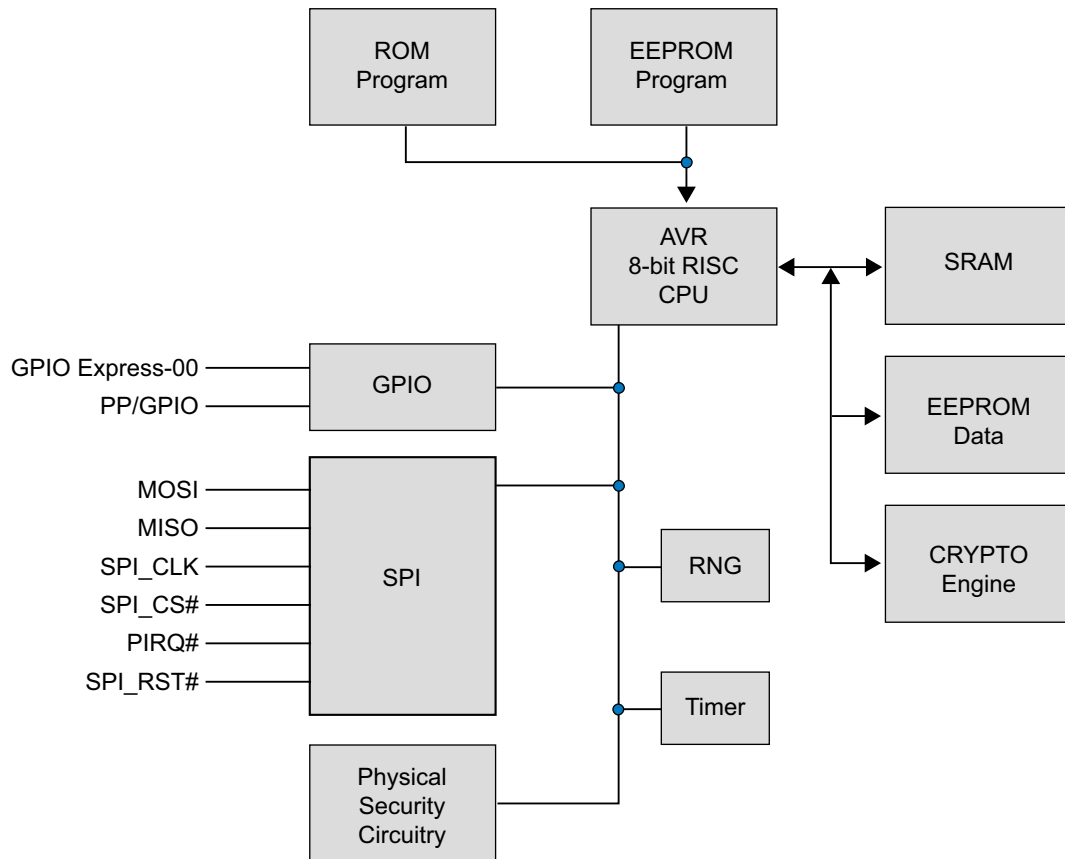 ROM
Program
EEPROM
Program
AVR
8-bit RISC
CPU
SRAM
GPIO Express-00
PP/GPIO
GPIO
EEPROM
Data
MOSI
MISO
SPI_CLK
SPI_CS#
PIRQ#
SPI_RST#
SPI
RNG
CRYPTO
Engine
Timer
Physical
Security
Circuitry